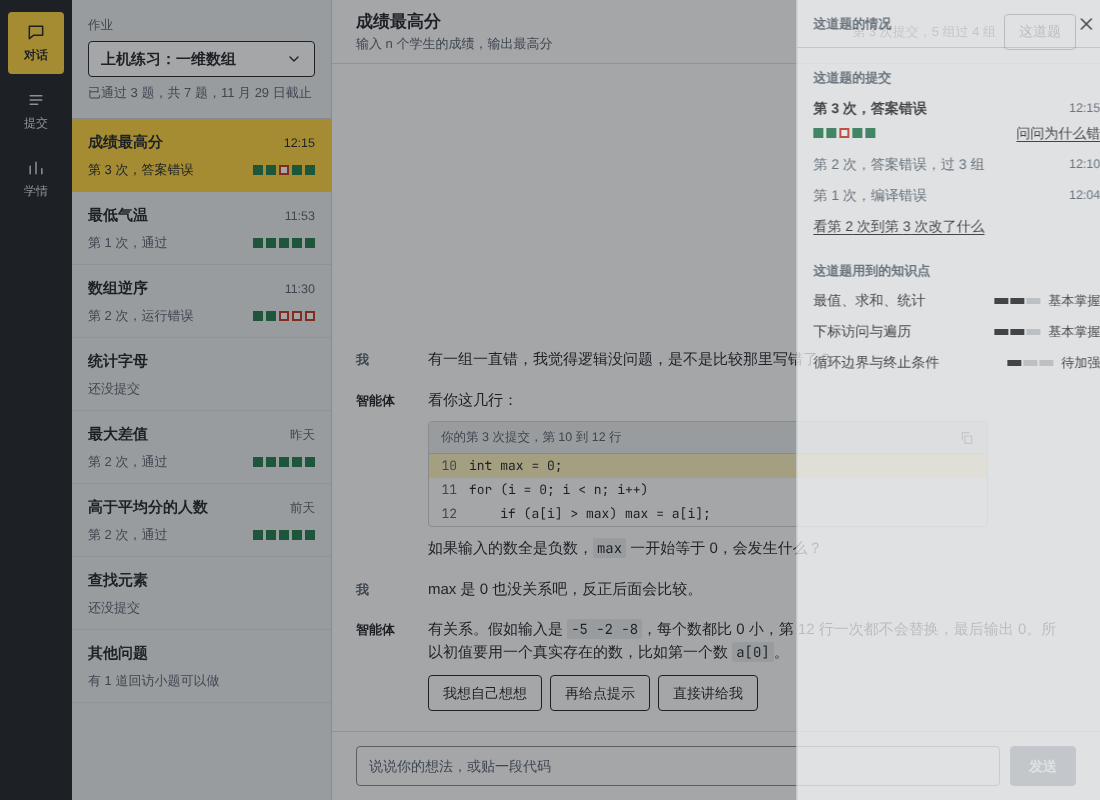 对话
提交
学情
作业
上机练习：一维数组
已通过 3 题，共 7 题，11 月 29 日截止
成绩最高分 12:15
第 3 次，答案错误
最低气温 11:53
第 1 次，通过
数组逆序 11:30
第 2 次，运行错误
统计字母
还没提交
最大差值 昨天
第 2 次，通过
高于平均分的人数 前天
第 2 次，通过
查找元素
还没提交
其他问题
有 1 道回访小题可以做
成绩最高分
输入 n 个学生的成绩，输出最高分
第 3 次提交，5 组过 4 组
这道题
我
有一组一直错，我觉得逻辑没问题，是不是比较那里写错了
智能体
看你这几行：
你的第 3 次提交，第 10 到 12 行
10 int max = 0;
11 for (i = 0; i < n; i++)
12     if (a[i] > max) max = a[i];
如果输入的数全是负数，max 一开始等于 0，会发生什么？
我
max 是 0 也没关系吧，反正后面会比较。
智能体
有关系。假如输入是 -5 -2 -8，每个数都比 0 小，第 12 行一次都不会替换，最后输出 0。所
以初值要用一个真实存在的数，比如第一个数 a[0]。
我想自己想想
再给点提示
直接讲给我
说说你的想法，或贴一段代码
发送
这道题的情况
这道题的提交
第 3 次，答案错误 12:15
问问为什么错
第 2 次，答案错误，过 3 组 12:10
第 1 次，编译错误 12:04
看第 2 次到第 3 次改了什么
这道题用到的知识点
最值、求和、统计 基本掌握
下标访问与遍历 基本掌握
循环边界与终止条件 待加强